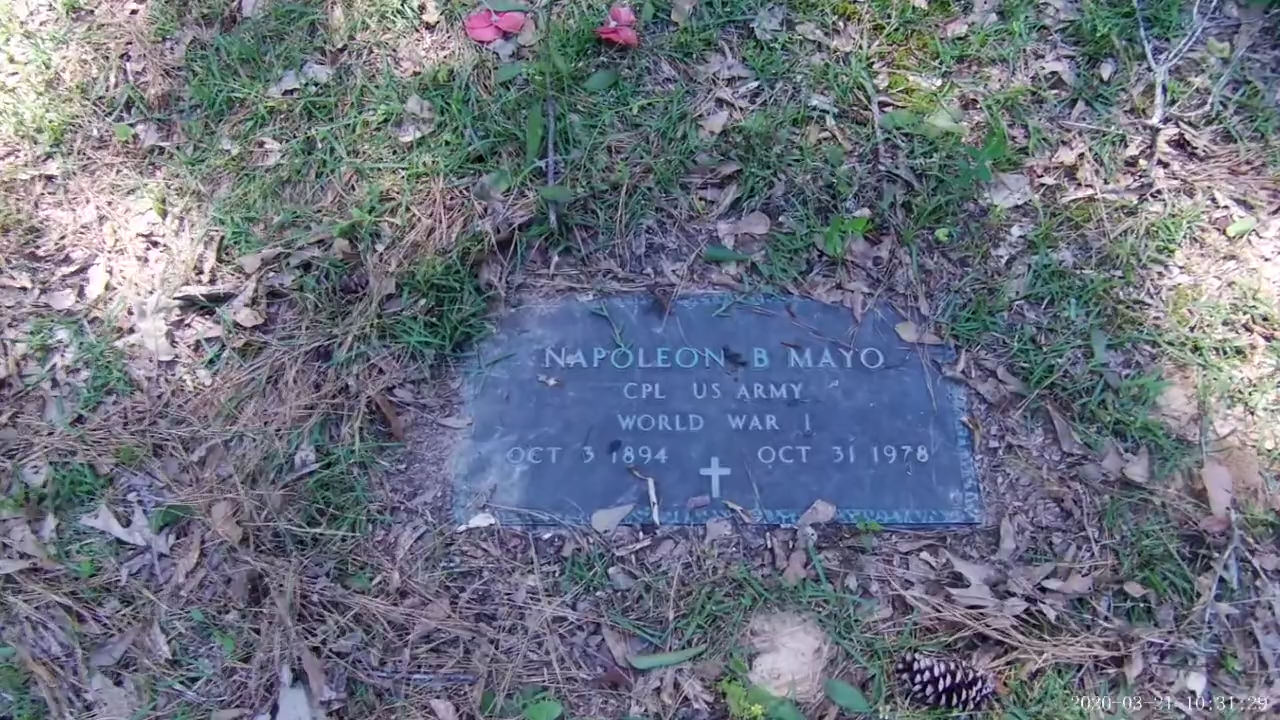 NAPOLEON B MAYO
CPL US ARMY
WORLD WAR I
OCT 3 1894 OCT 31 1978
2020-03-21 10:31:29